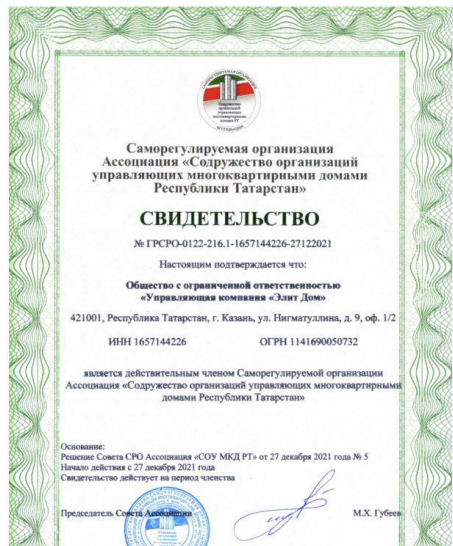 Саморегулируемая организация
Ассоциация «Содружество организаций
управляющих многоквартирными домами
Республики Татарстан»
СВИДЕТЕЛЬСТВО
№ ГРСРО-0122-216.1-1657144226-27122021
Настоящим подтверждается что:
Общество с ограниченной ответственностью
«Управляющая компания «Элит Дом»
421001, Республика Татарстан, г. Казань, ул. Нигматуллина, д. 9, оф. 1/2
ИНН 1657144226 ОГРН 1141690050732
является действительным членом Саморегулируемой организации
Ассоциация «Содружество организаций управляющих многоквартирными
домами Республики Татарстан»
Основание:
Решение Совета СРО Ассоциация «СОУ МКД РТ» от 27 декабря 2021 года № 5
Начало действия с 27 декабря 2021 года
Свидетельство действует на период членства
Председатель Совета Ассоциации М.Х. Губеев